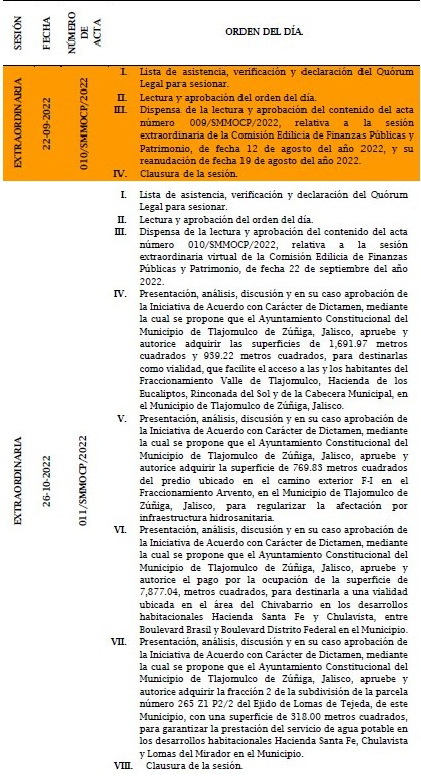 SESIÓN
FECHA
NÚMERO
DE
ACTA
ORDEN DEL DÍA.
EXTRAORDINARIA
22-09-2022
010/SMMOCP/2022
I. Lista de asistencia, verificación y declaración del Quórum
Legal para sesionar.
II. Lectura y aprobación del orden del día.
III. Dispensa de la lectura y aprobación del contenido del acta
número 009/SMMOCP/2022, relativa a la sesión
extraordinaria de la Comisión Edilicia de Finanzas Públicas y
Patrimonio, de fecha 12 de agosto del año 2022, y su
reanudación de fecha 19 de agosto del año 2022.
IV. Clausura de la sesión.
EXTRAORDINARIA
26-10-2022
011/SMMOCP/2022
I. Lista de asistencia, verificación y declaración del Quórum
Legal para sesionar.
II. Lectura y aprobación del orden del día.
III. Dispensa de la lectura y aprobación del contenido del acta
número 010/SMMOCP/2022, relativa a la sesión
extraordinaria virtual de la Comisión Edilicia de Finanzas
Públicas y Patrimonio, de fecha 22 de septiembre del año
2022.
IV. Presentación, análisis, discusión y en su caso aprobación de
la Iniciativa de Acuerdo con Carácter de Dictamen, mediante
la cual se propone que el Ayuntamiento Constitucional del
Municipio de Tlajomulco de Zúñiga, Jalisco, apruebe y
autorice adquirir las superficies de 1,691.97 metros
cuadrados y 939.22 metros cuadrados, para destinarlas
como vialidad, que facilite el acceso a las y los habitantes del
Fraccionamiento Valle de Tlajomulco, Hacienda de los
Eucaliptos, Rinconada del Sol y de la Cabecera Municipal, en
el Municipio de Tlajomulco de Zúñiga, Jalisco.
V. Presentación, análisis, discusión y en su caso aprobación de
la Iniciativa de Acuerdo con Carácter de Dictamen, mediante
la cual se propone que el Ayuntamiento Constitucional del
Municipio de Tlajomulco de Zúñiga, Jalisco, apruebe y
autorice adquirir la superficie de 769.83 metros cuadrados
del predio ubicado en el camino exterior F-I en el
Fraccionamiento Arvento, en el Municipio de Tlajomulco de
Zúñiga, Jalisco, para regularizar la afectación por
infraestructura hidrosanitaria.
VI. Presentación, análisis, discusión y en su caso aprobación de
la Iniciativa de Acuerdo con Carácter de Dictamen, mediante
la cual se propone que el Ayuntamiento Constitucional del
Municipio de Tlajomulco de Zúñiga, Jalisco, apruebe y
autorice el pago por la ocupación de la superficie de
7,877.04, metros cuadrados, para destinarla a una vialidad
ubicada en el área del Chivabarrio en los desarrollos
habitacionales Hacienda Santa Fe y Chulavista, entre
Boulevard Brasil y Boulevard Distrito Federal en el Municipio.
VII. Presentación, análisis, discusión y en su caso aprobación de
la Iniciativa de Acuerdo con Carácter de Dictamen, mediante
la cual se propone que el Ayuntamiento Constitucional del
Municipio de Tlajomulco de Zúñiga, Jalisco, apruebe y
autorice adquirir la fracción 2 de la subdivisión de la parcela
número 265 Z1 P2/2 del Ejido de Lomas de Tejeda, de este
Municipio, con una superficie de 318.00 metros cuadrados,
para garantizar la prestación del servicio de agua potable en
los desarrollos habitacionales Hacienda Santa Fe, Chulavista
y Lomas del Mirador en el Municipio.
VIII. Clausura de la sesión.